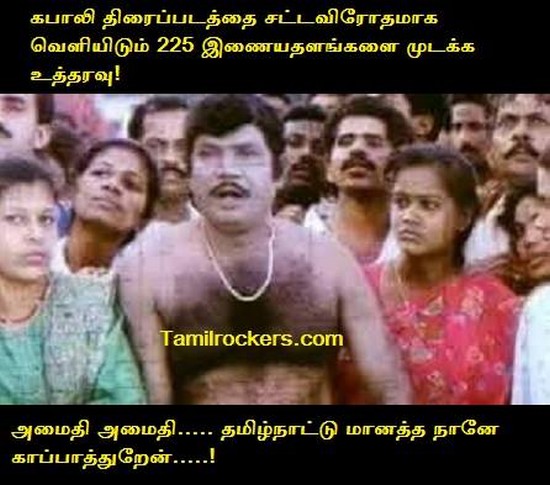 கபாலி திரைப்படத்தை சட்டவிரோதமாக
வெளியிடும் 225 இணையதளங்களை முடக்க
உத்தரவு!
Tamilrockers.com
அமைதி அமைதி..... தமிழ்நாட்டு மானத்த நானே
காப்பாத்துறேன்.....!